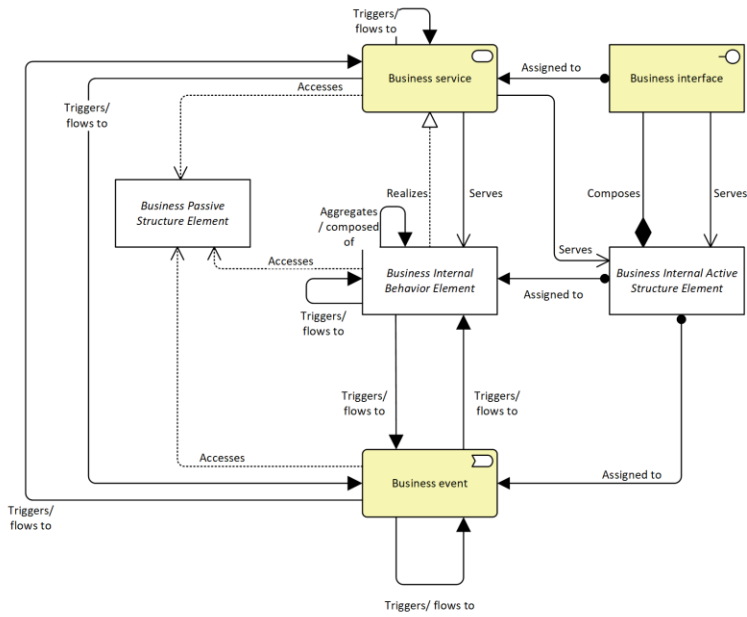 Triggers/
flows to
Business service
Assigned to
Business interface
Accesses
Triggers/
flows to
Business Passive
Structure Element
Realizes
Serves
Composes
Serves
Aggregates
/ composed
of
Serves
Accesses
Business Internal
Behavior Element
Business Internal Active
Structure Element
Assigned to
Triggers/
flows to
Triggers/
flows to
Triggers/
flows to
Accesses
Business event
Assigned to
Triggers/
flows to
Triggers/ flows to